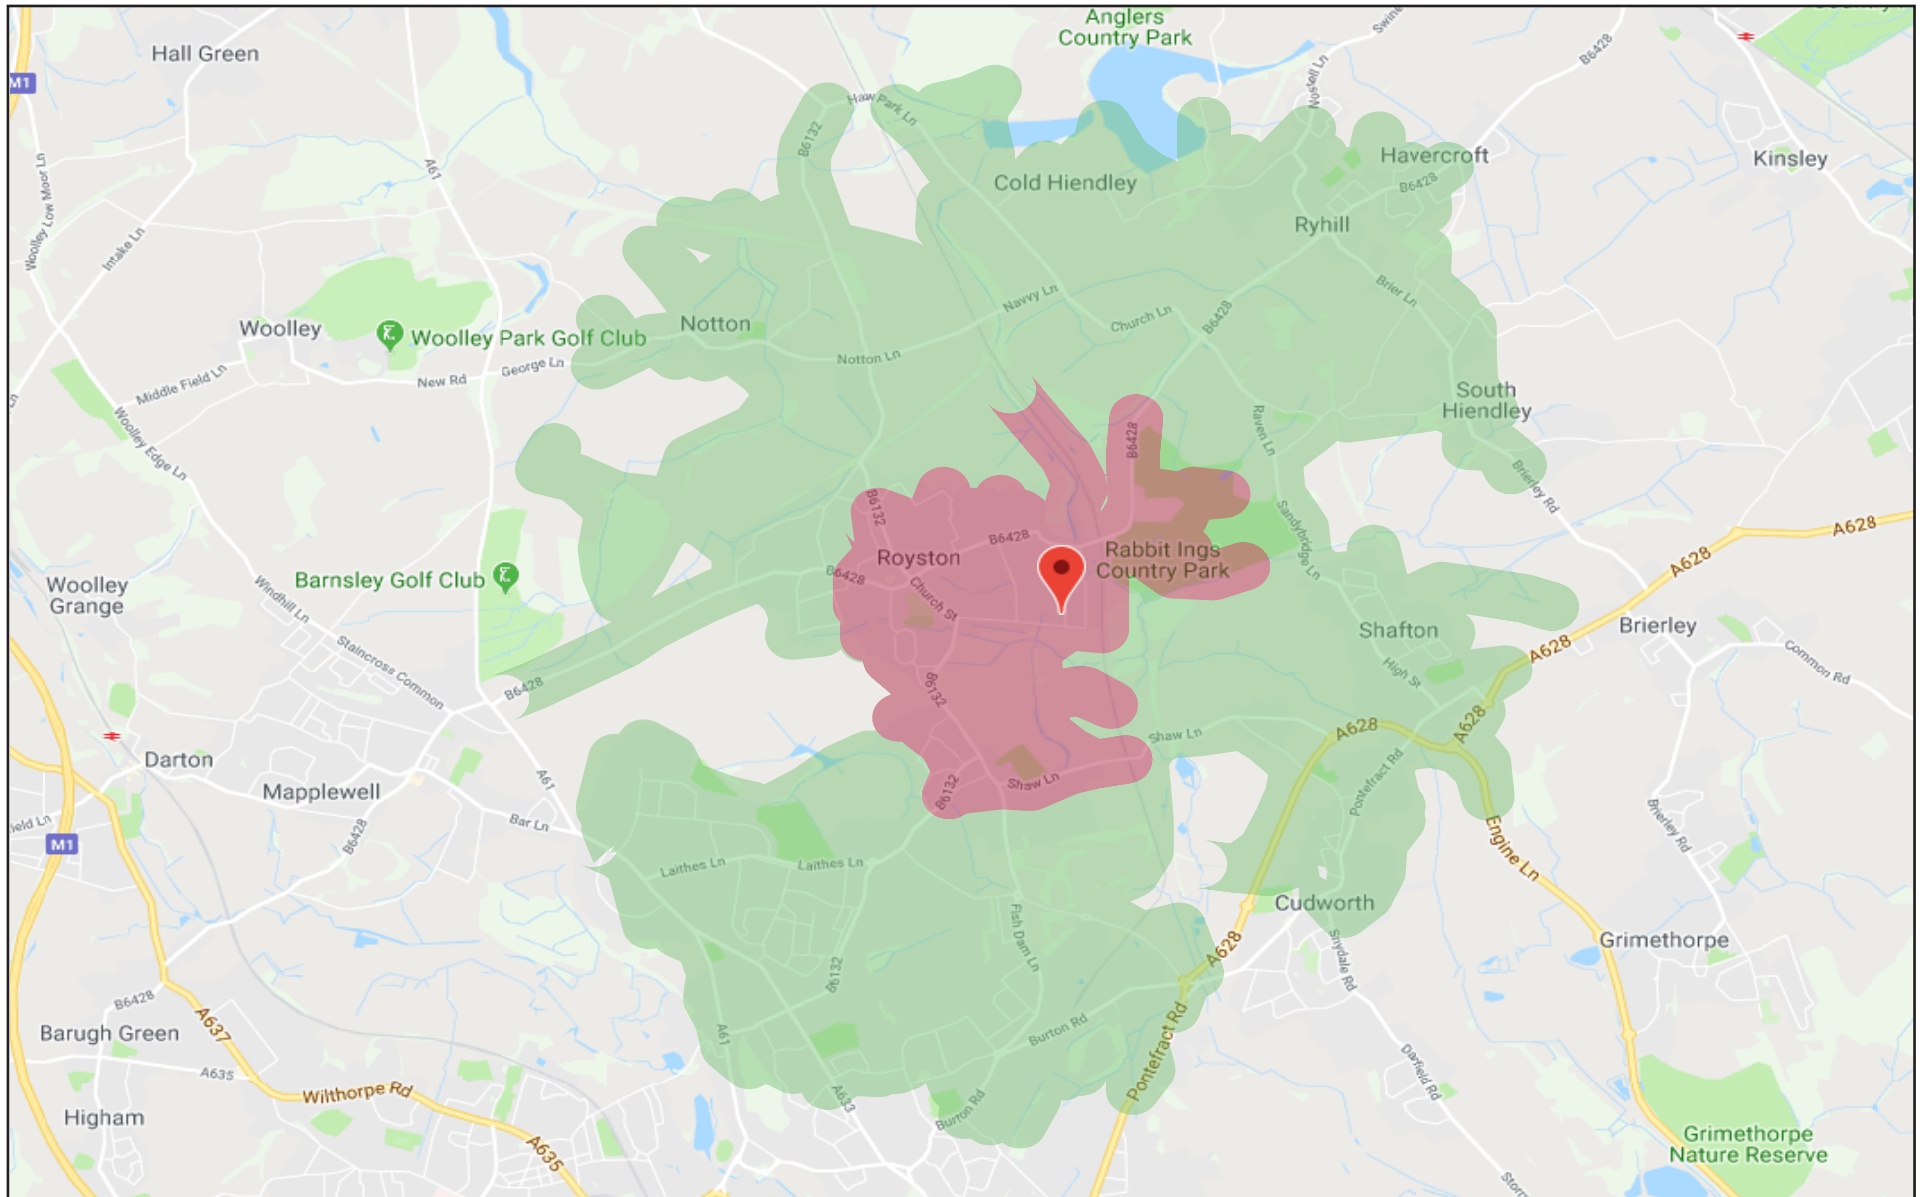 Anglers
Country Park
Hall Green
M1
Haw Park Ln
B6132
A61
Nostell Ln
B6428
Havercroft
B6428
Kinsley
Cold Hiendley
Ryhill
Woolley Low Moor Ln
Intake Ln
Navvy Ln
Church Ln
B6428
Brier Ln
Woolley
Woolley Park Golf Club
Notton
Notton Ln
New Rd
George Ln
Middle Field Ln
Woolley Edge Ln
South
Hiendley
Raven Ln
B6428
Brierley Rd
B6132
B6428
Sandybridge Ln
A628
A628
Royston
Rabbit Ings
Country Park
Barnsley Golf Club
B6428
Church St
Woolley
Grange
Windhill Ln
Staincross Common
Shafton
High St
Brierley
A628
Common Rd
B6428
B6132
Shaw Ln
A628
A628
Darton
Mapplewell
A61
B6132
Shaw Ln
Pontefract Rd
Brierley Rd
Bar Ln
B6428
M1
Laithes Ln
Laithes Ln
Engine Ln
Cudworth
Fish Dam Ln
Grimethorpe
A628
Snydale Rd
B6132
B6428
A637
Barugh Green
A61
Burton Rd
Pontefract Rd
Darfield Rd
A635
Wilthorpe Rd
A633
Burton Rd
Higham
A635
Grimethorpe
Nature Reserve